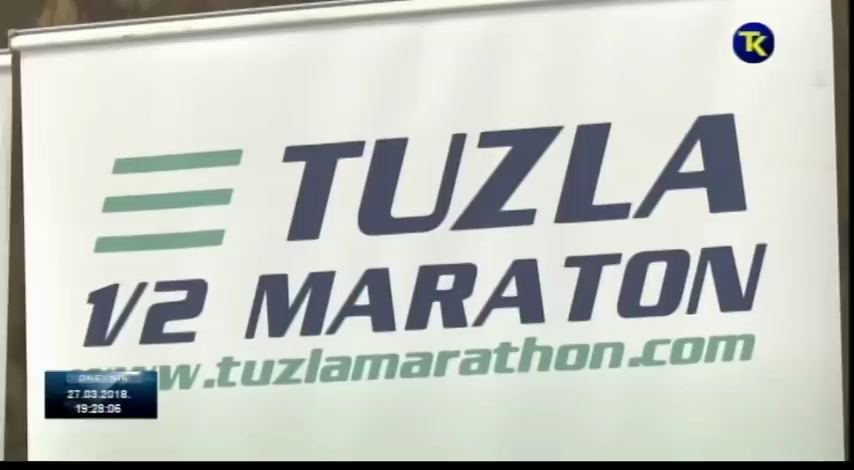 TK
TUZLA
1/2 MARATON
www.tuzlamarathon.com
DNEVNIK
27.03.2018.
19:28:06